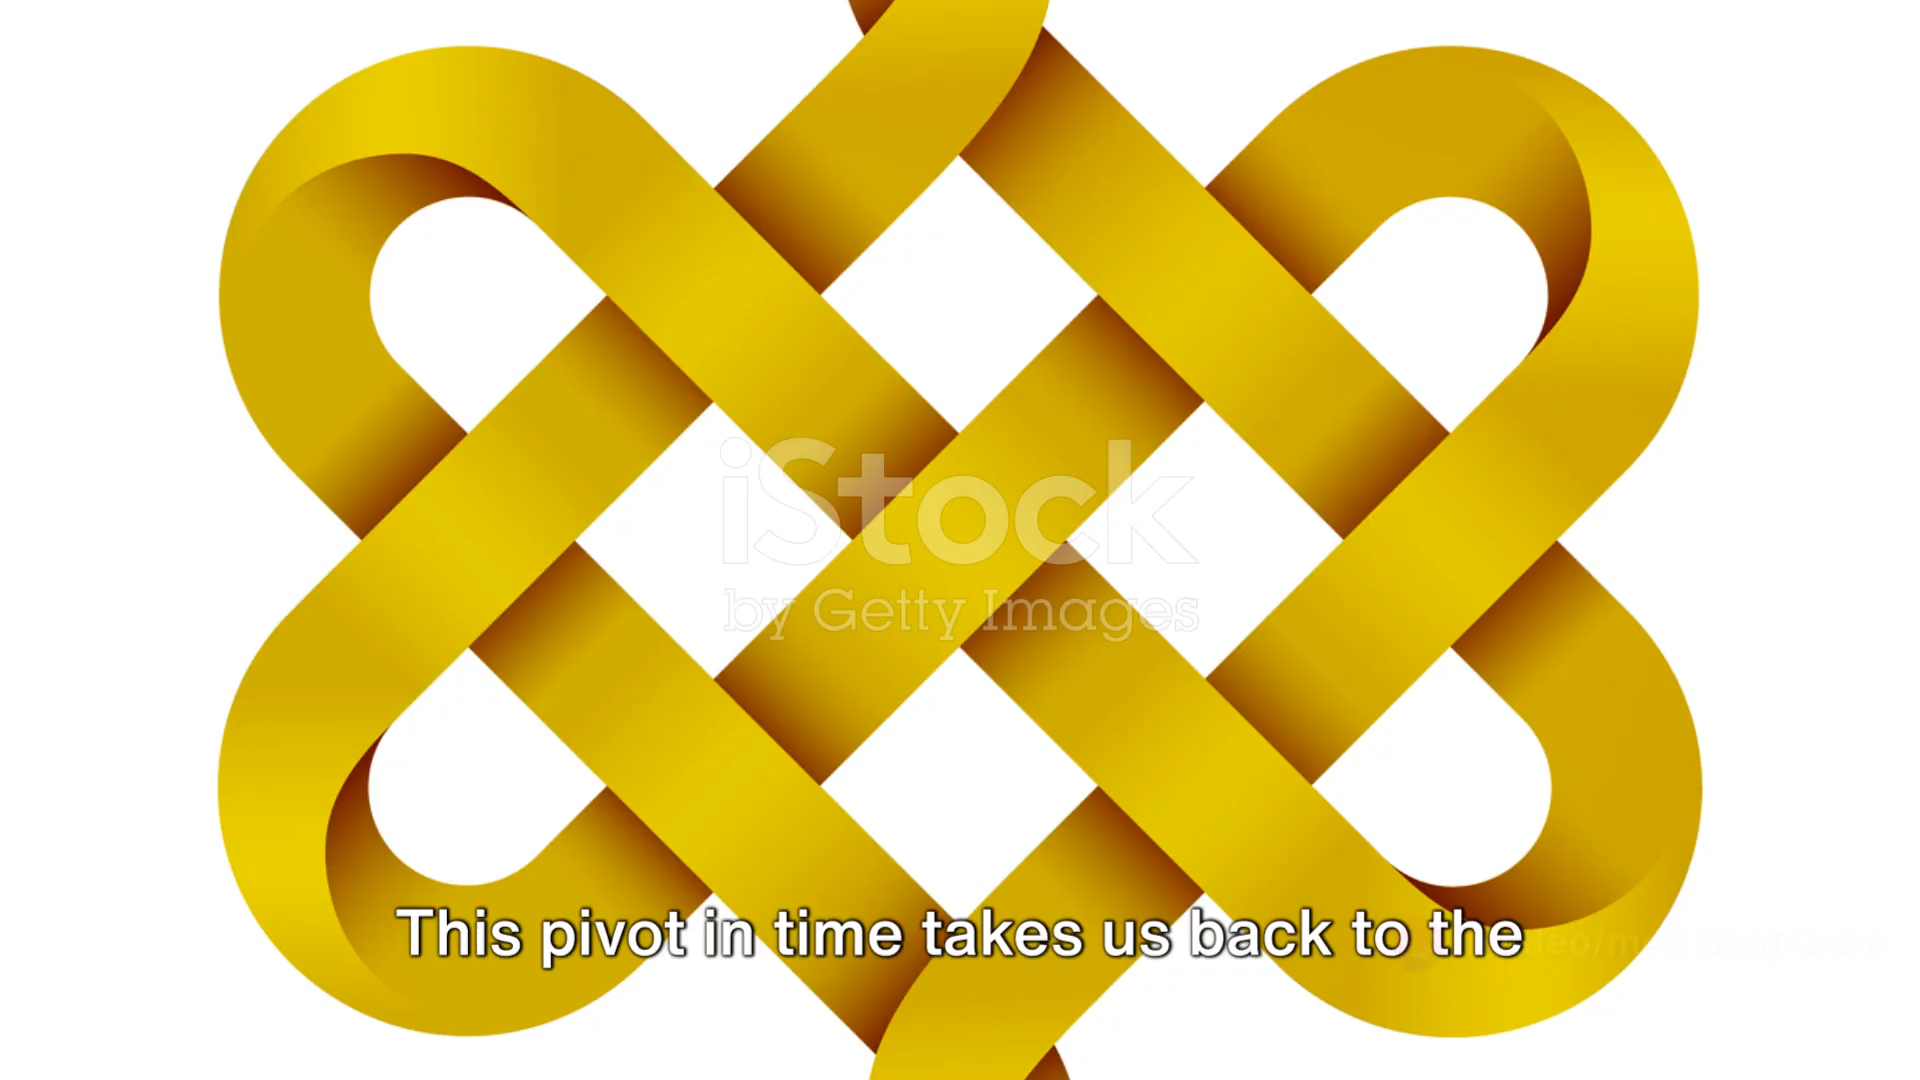 iStock
by Getty Images
This pivot in time takes us back to the